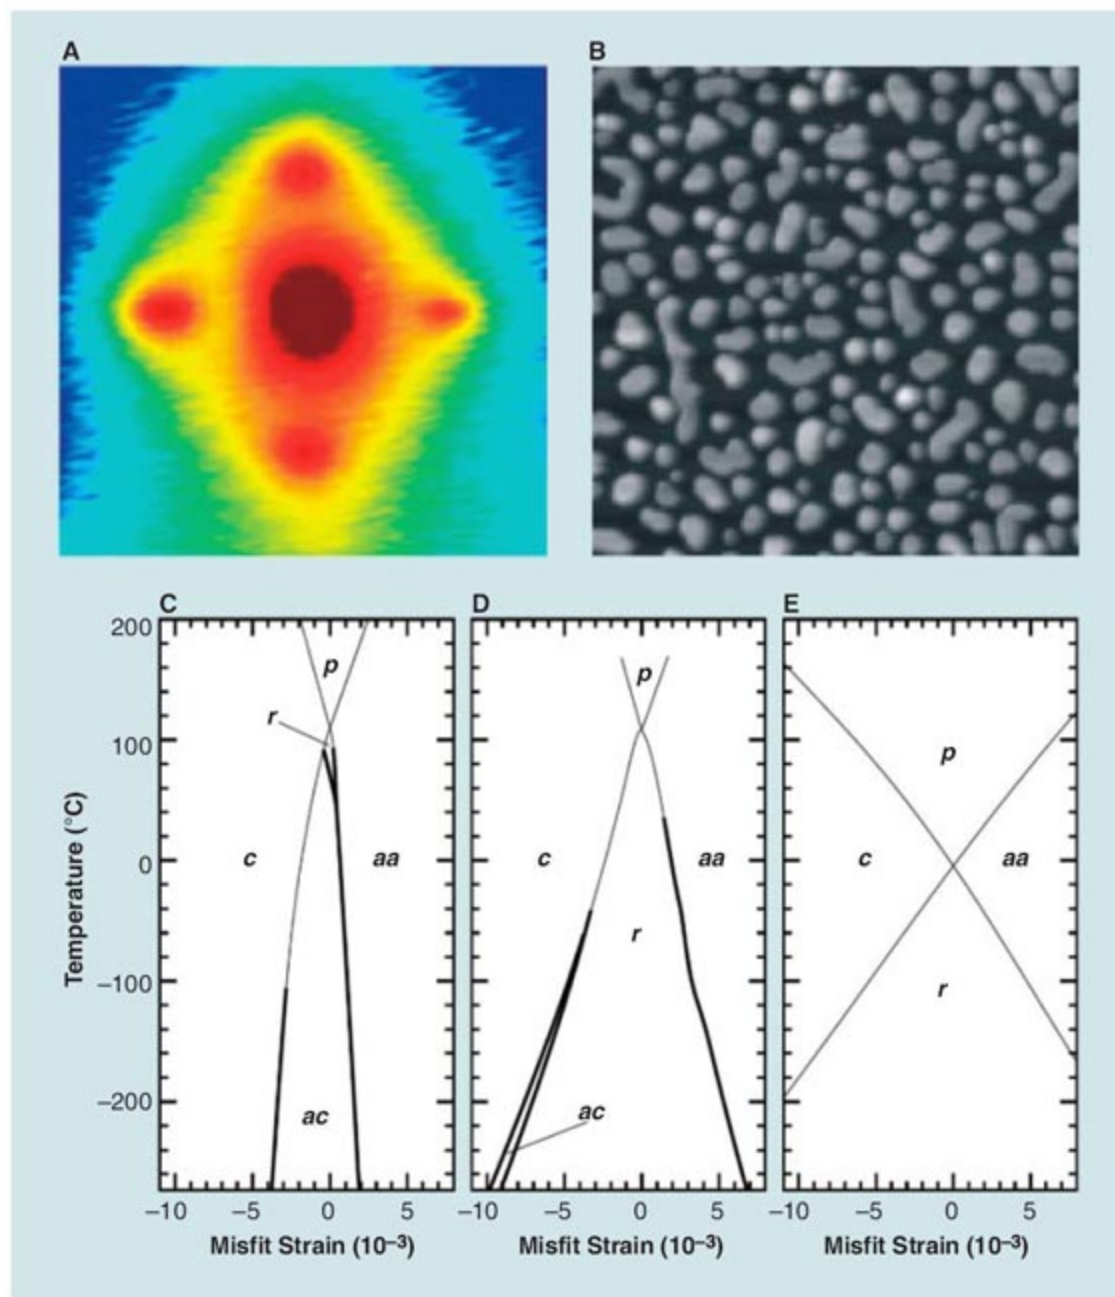 A B
C D E
200
p
r
p
100
p
Temperature (°C)
0
c aa
c aa
c aa
r
–100
r
–200
ac
ac
–10 –5 0 5 –10 –5 0 5 –10 –5 0 5
Misfit Strain (10–3) Misfit Strain (10–3) Misfit Strain (10–3)